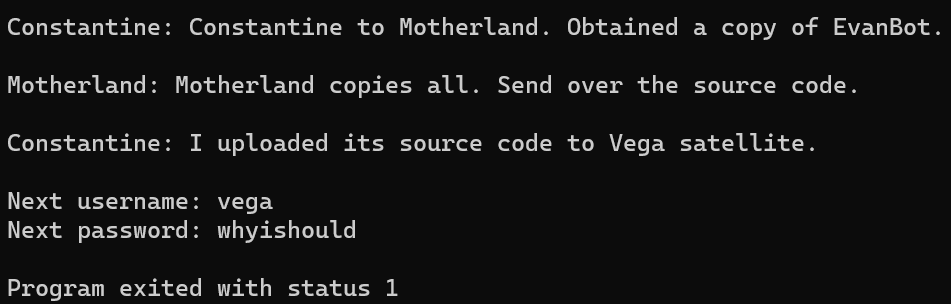 Constantine: Constantine to Motherland. Obtained a copy of EvanBot.
Motherland: Motherland copies all. Send over the source code.
Constantine: I uploaded its source code to Vega satellite.
Next username: vega
Next password: whyishould
Program exited with status 1